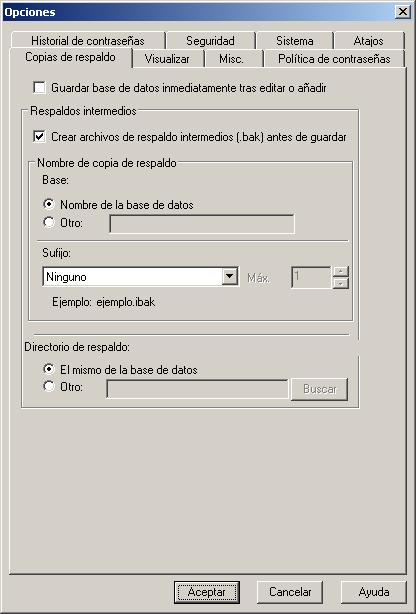 Opciones
Historial de contraseñas Seguridad Sistema Atajos
Copias de respaldo Visualizar Misc. Política de contraseñas
Guardar base de datos inmediatamente tras editar o añadir
Respaldos intermedios
Crear archivos de respaldo intermedios (.bak) antes de guardar
Nombre de copia de respaldo
Base:
Nombre de la base de datos
Otro:
Sufijo:
Ninguno Máx. 1
Ejemplo: ejemplo.ibak
Directorio de respaldo:
El mismo de la base de datos
Otro: Buscar
Aceptar Cancelar Ayuda